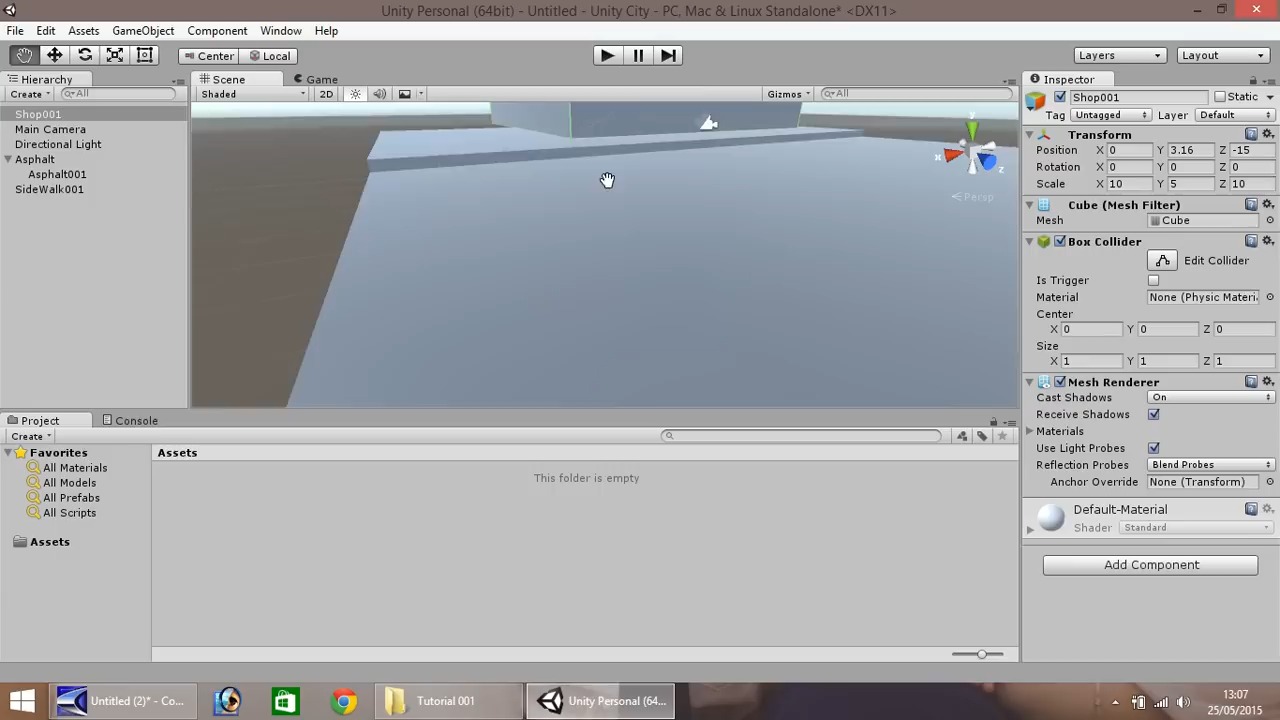 Unity Personal (64bit) - Untitled - Unity City - PC, Mac & Linux Standalone* <DX11>
File Edit Assets GameObject Component Window Help
Center Local Layers Layout
Hierarchy Scene Game Inspector
Create All Shaded 2D Gizmos All Shop001 Static
Tag Untagged Layer Default
Shop001
Main Camera
Directional Light
Asphalt
Asphalt001
SideWalk001
y
x
z
Persp
Transform
Position X 0 Y 3.16 Z -15
Rotation X 0 Y 0 Z 0
Scale X 10 Y 5 Z 10
Cube (Mesh Filter)
Mesh Cube
Box Collider
Edit Collider
Is Trigger
Material None (Physic Materi
Center
X 0 Y 0 Z 0
Size
X 1 Y 1 Z 1
Mesh Renderer
Cast Shadows On
Receive Shadows
Materials
Use Light Probes
Reflection Probes Blend Probes
Anchor Override None (Transform)
Default-Material
Shader Standard
Add Component
Project Console
Create
Favorites
All Materials
All Models
All Prefabs
All Scripts
Assets
Assets
This folder is empty
Untitled (2)* - Co...
Tutorial 001
Unity Personal (64...
13:07
25/05/2015